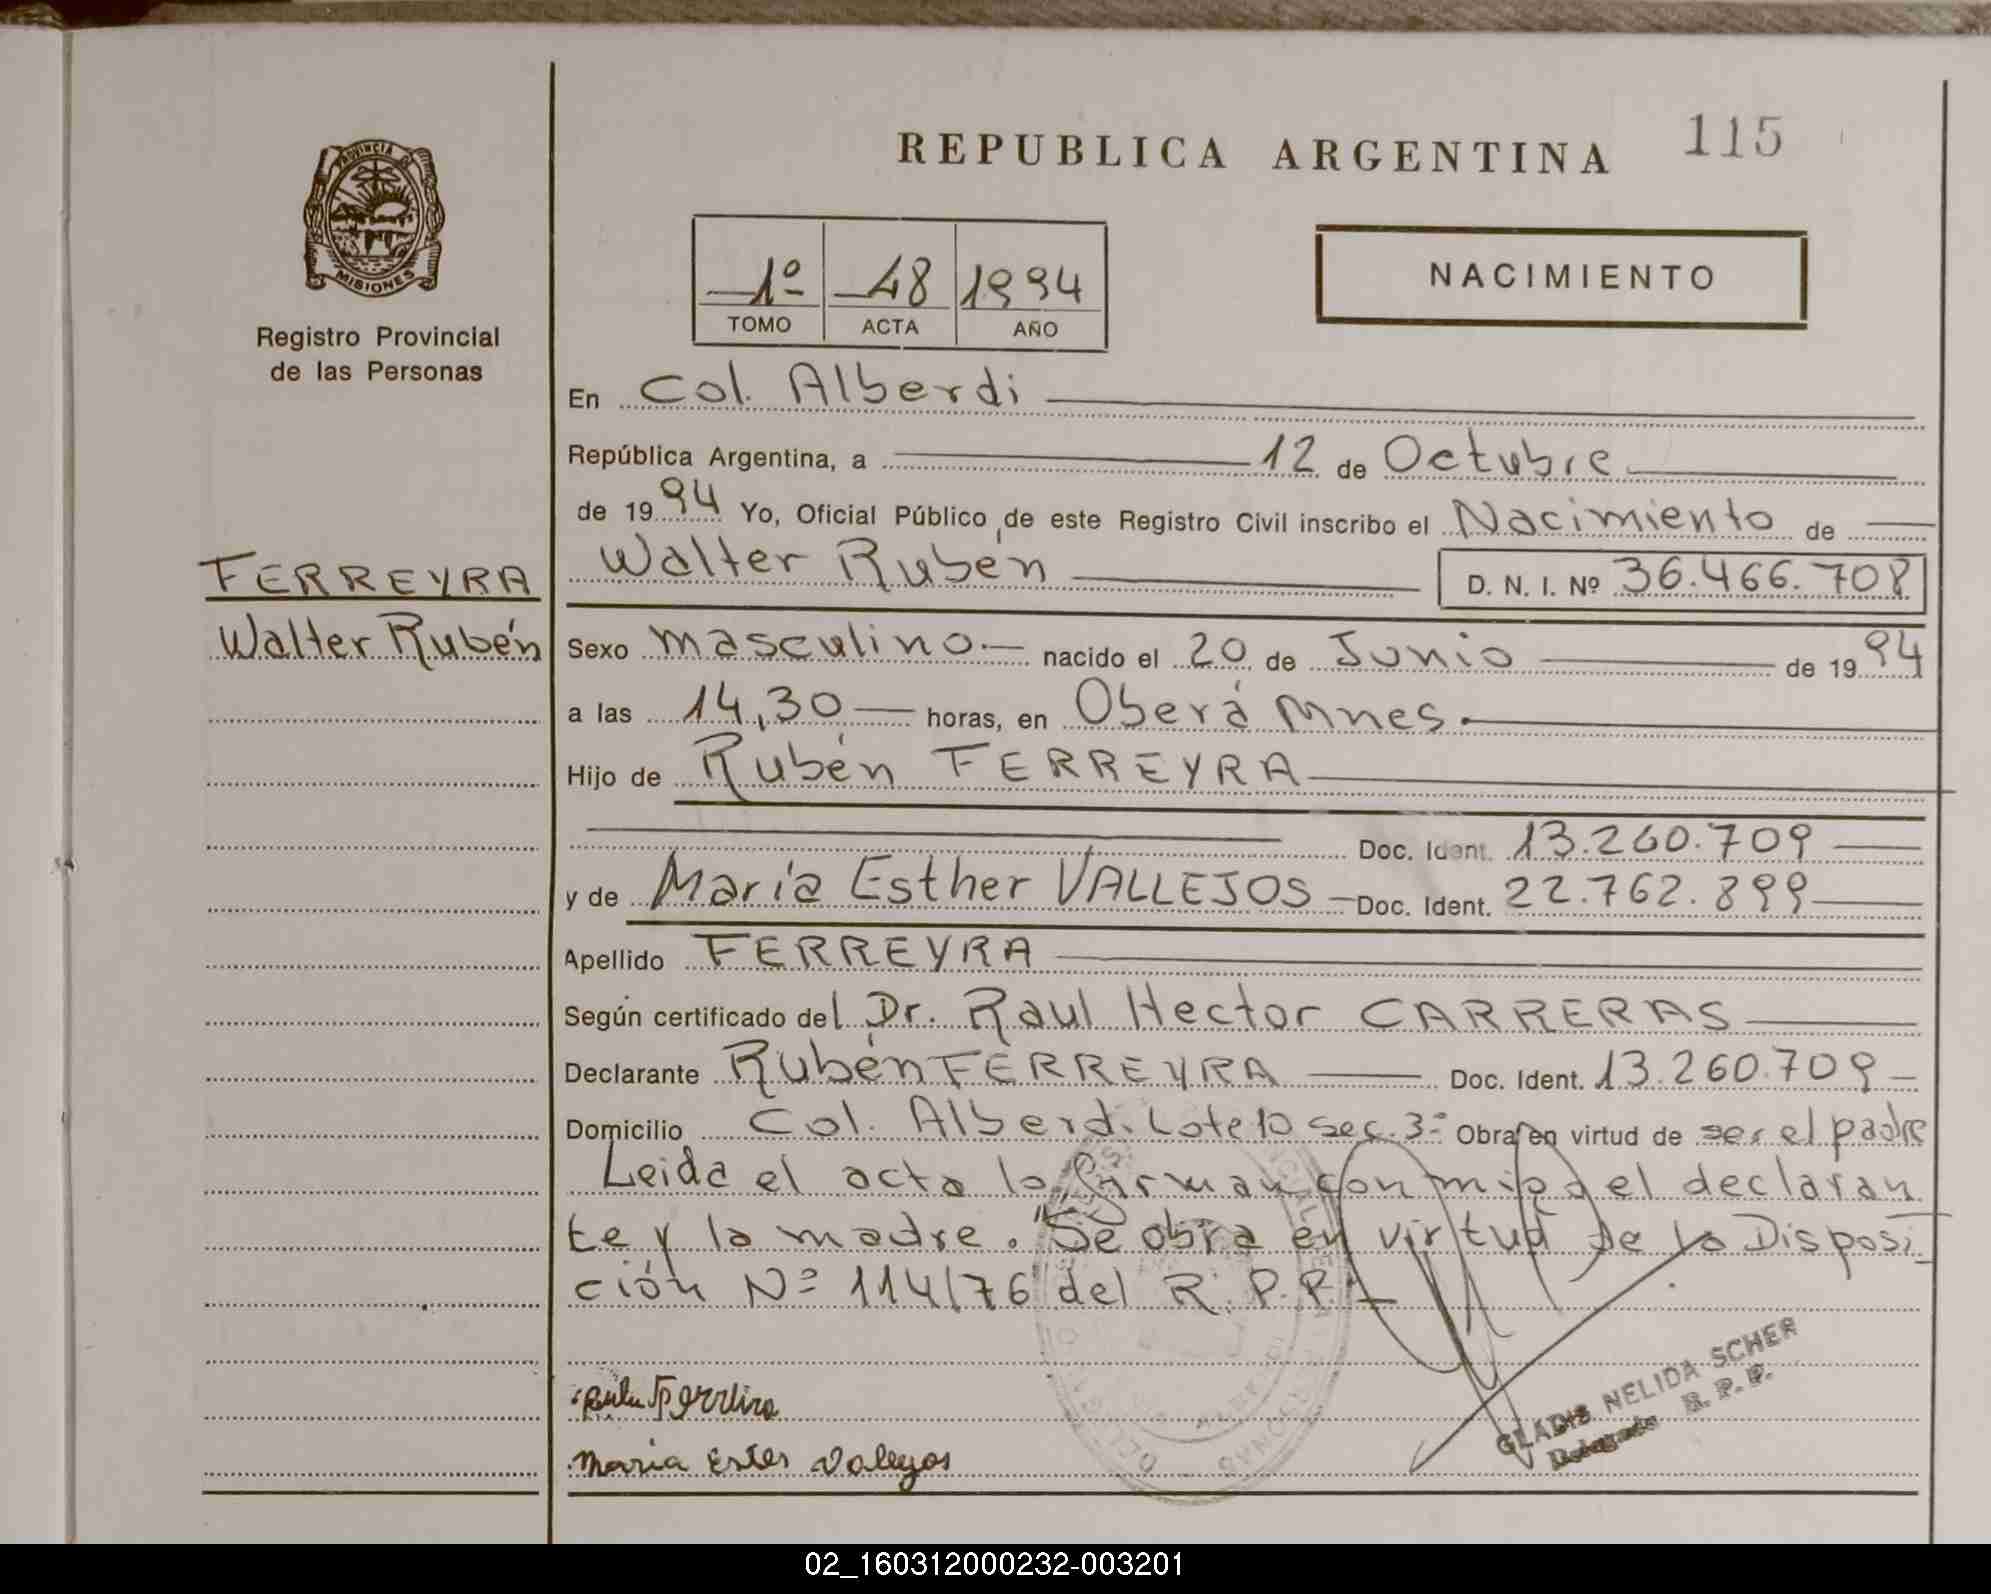 REPUBLICA ARGENTINA 115
PROVINCIA DE
MISIONES
Registro Provincial
de las Personas
1º 48 1994
TOMO ACTA AÑO
NACIMIENTO
En Col. Alberdi
República Argentina, a 12 de Octubre
de 1994 Yo, Oficial Público de este Registro Civil inscribo el Nacimiento de
FERREYRA
Walter Rubén
Walter Rubén D. N. I. Nº 36.466.708
Sexo masculino nacido el 20 de Junio de 1994
a las 14,30 horas, en Oberá Mnes.
Hijo de Rubén FERREYRA
Doc. Ident. 13.260.709
y de María Esther VALLEJOS Doc. Ident. 22.762.899
Apellido FERREYRA
Según certificado del Dr. Raul Hector CARRERAS
Declarante Rubén FERREYRA Doc. Ident. 13.260.709
Domicilio Col. Alberdi Lote 10 sec. 3ª Obra en virtud de ser el padre
Leida el acta la firman conmigo el declaran
te y la madre. "Se obra en virtud de la Disposi
ción Nº 114/76 del R.P.P.
maria Ester Valeyos
GLADIS NELIDA SCHER
Delegada R.P.P.
02_160312000232-003201